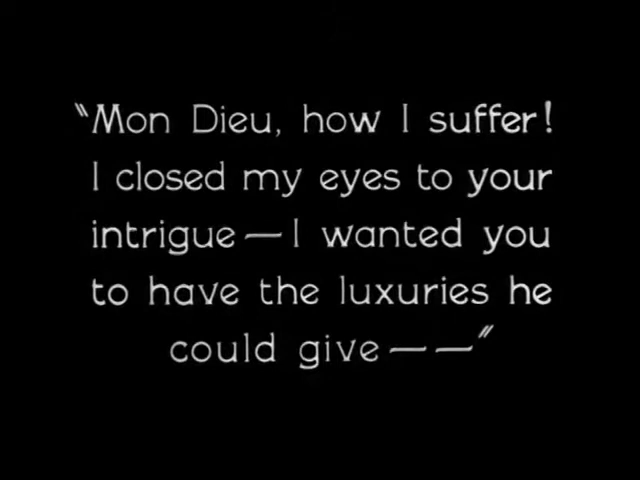 "Mon Dieu, how I suffer!
I closed my eyes to your
intrigue — I wanted you
to have the luxuries he
could give — —"